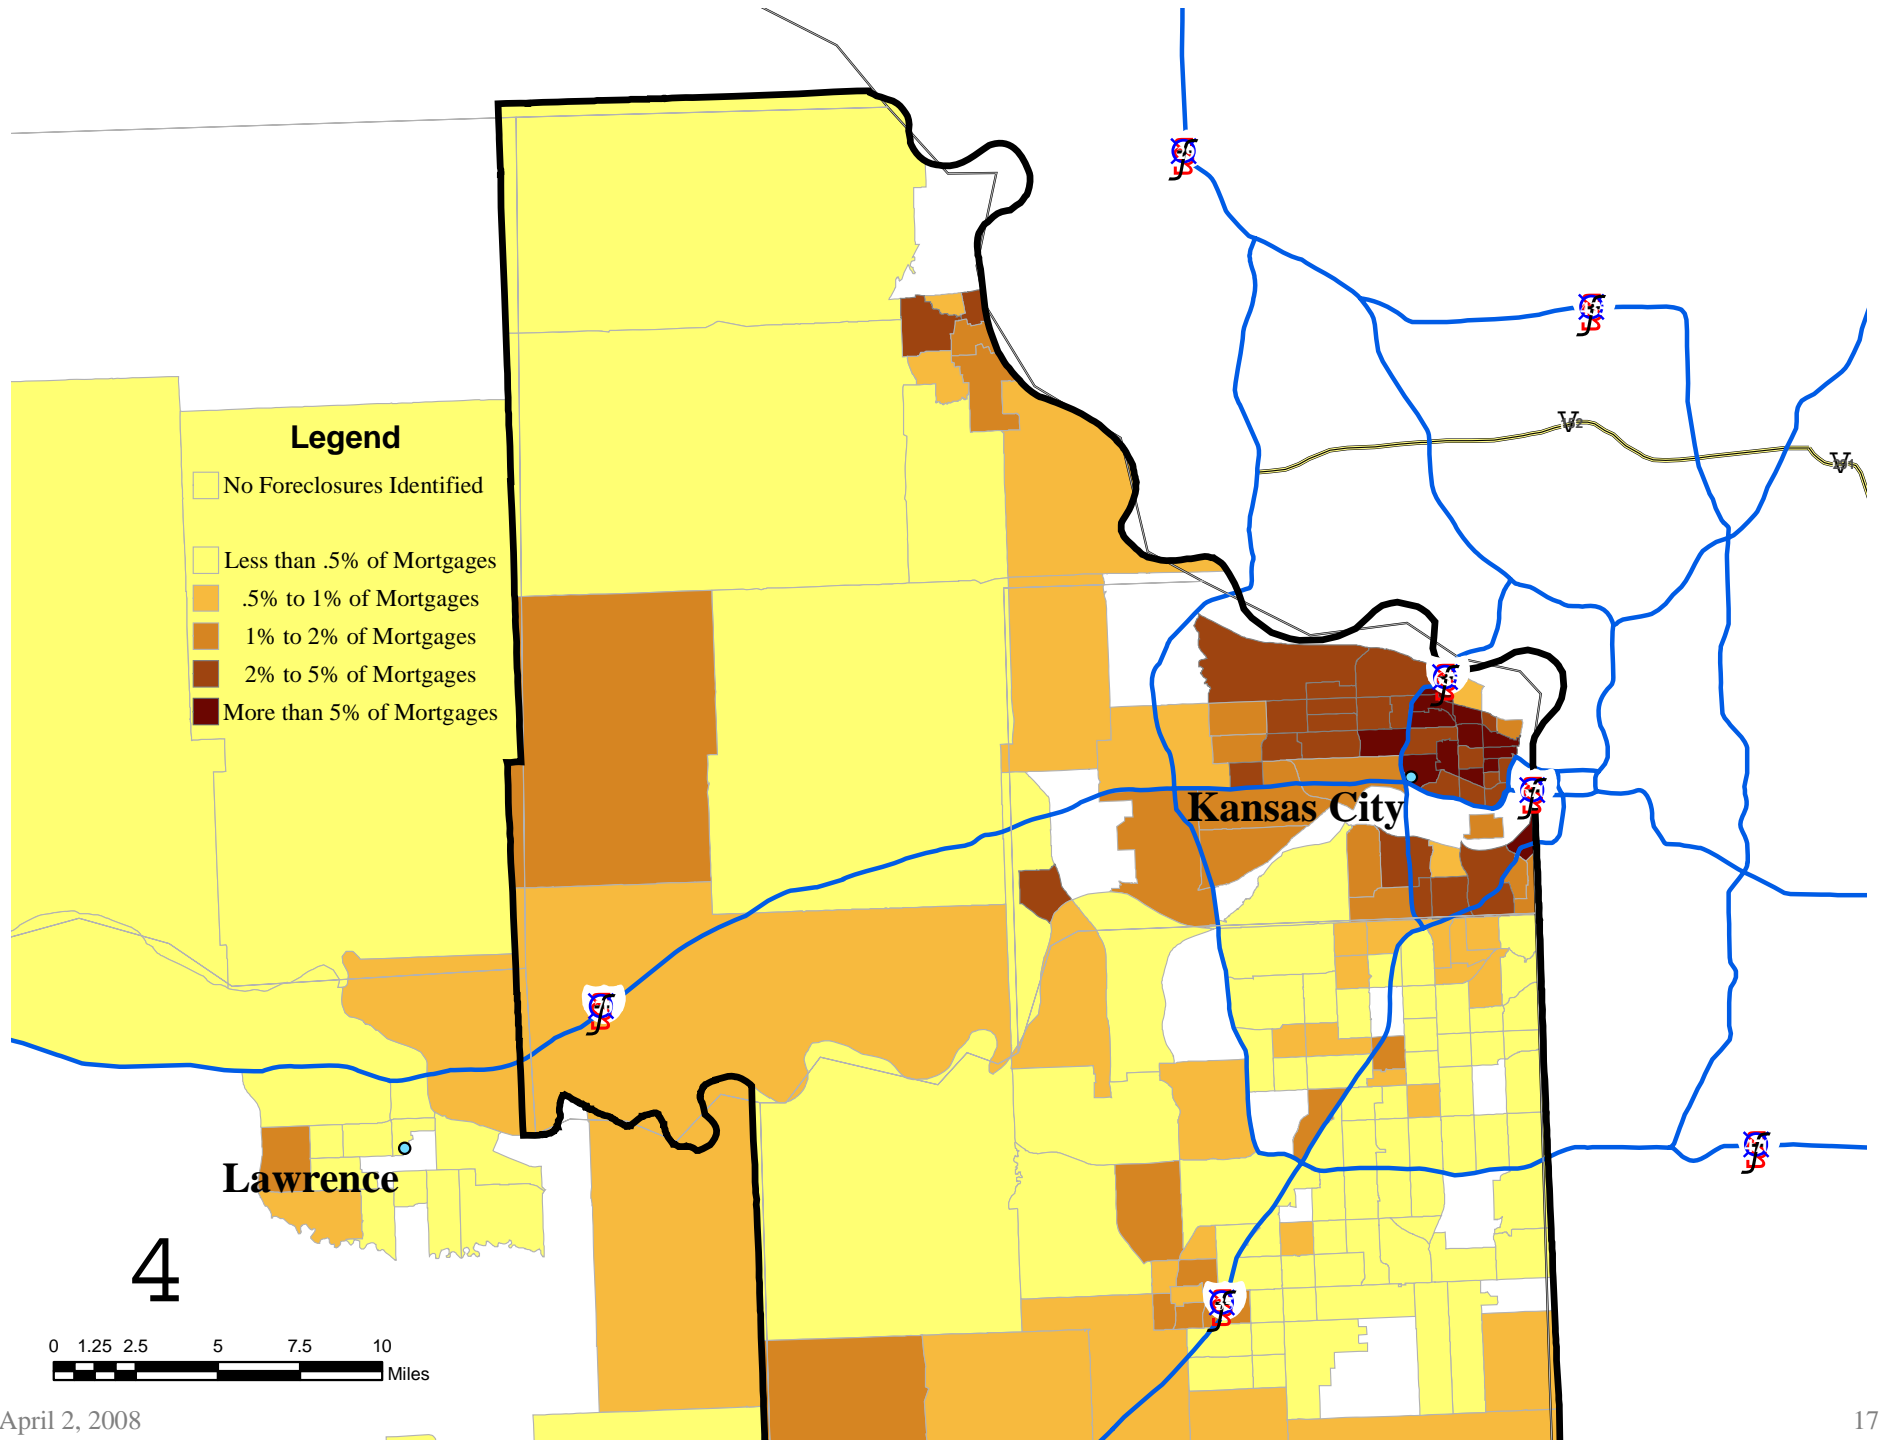 Legend
No Foreclosures Identified
Less than .5% of Mortgages
.5% to 1% of Mortgages
1% to 2% of Mortgages
2% to 5% of Mortgages
More than 5% of Mortgages
Kansas City
Lawrence
4
0 1.25 2.5 5 7.5 10
Miles
April 2, 2008
17